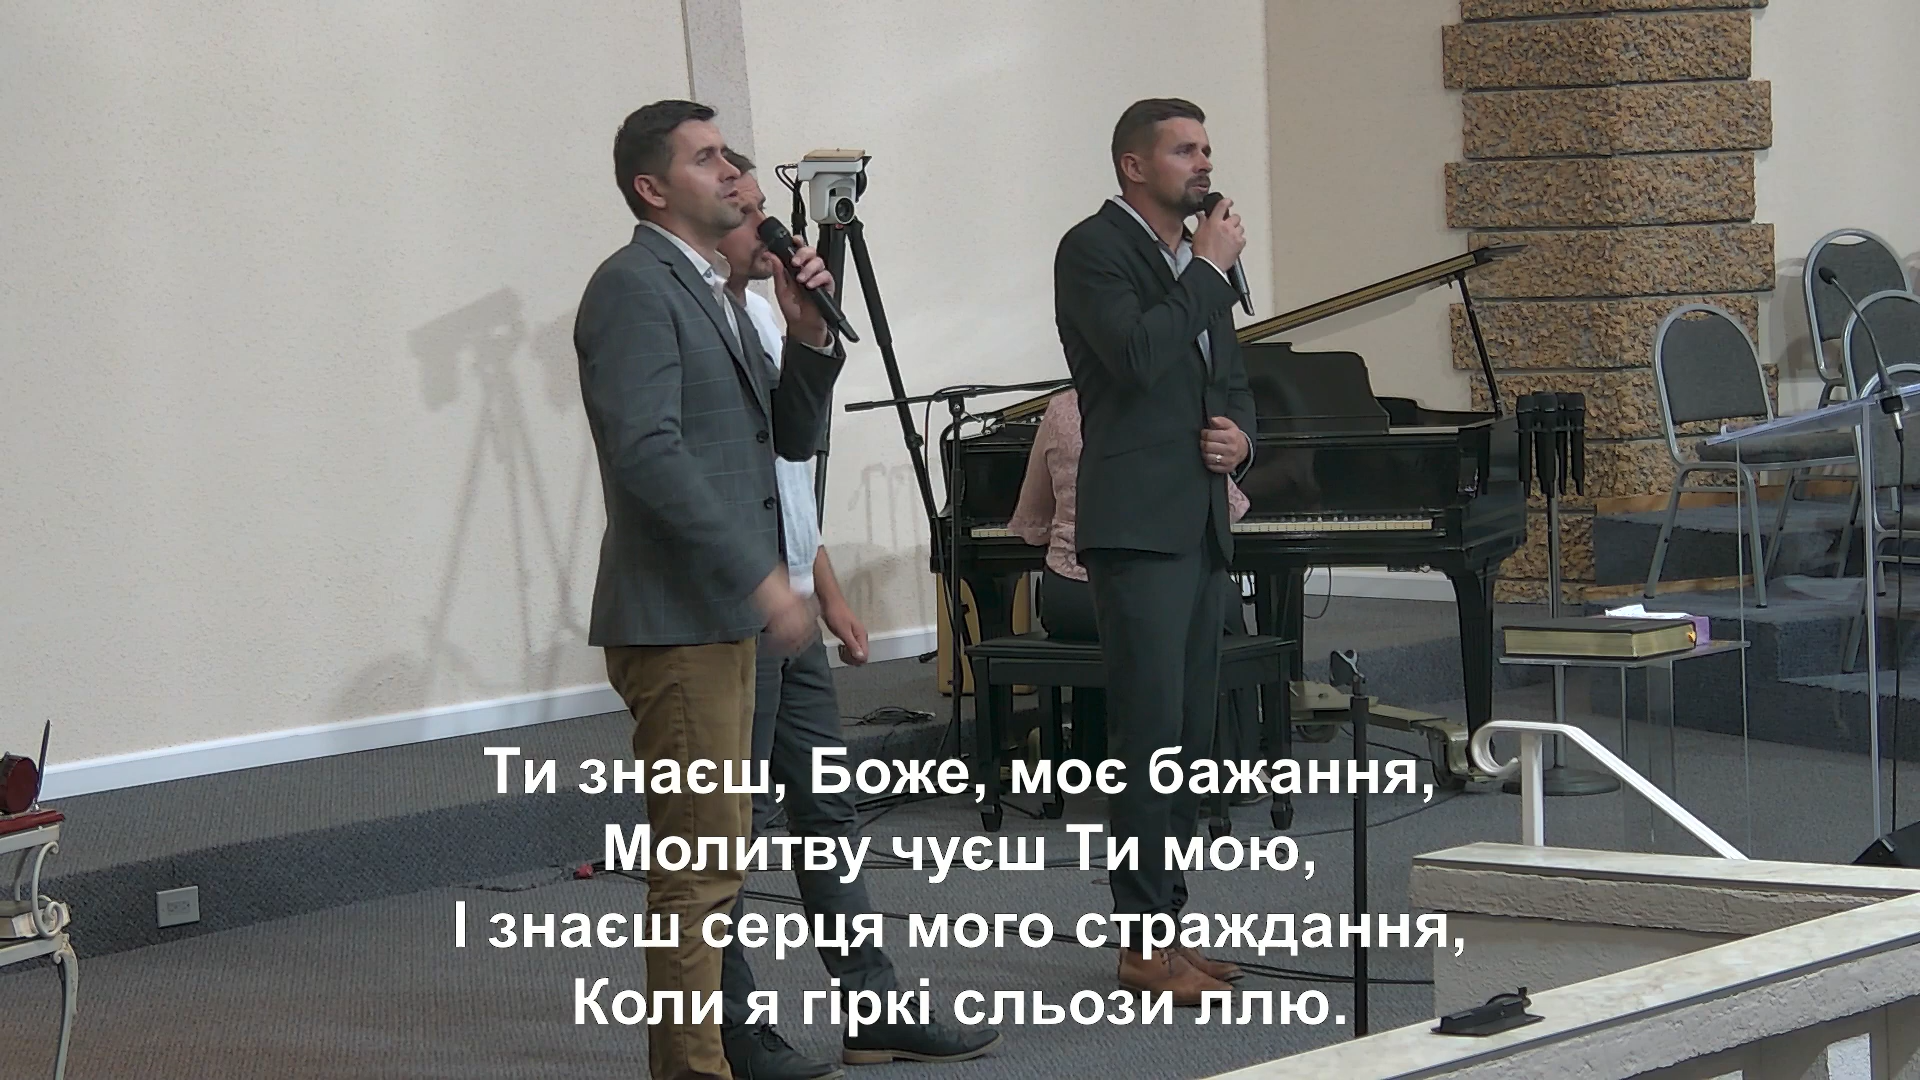 Ти знаєш, Боже, моє бажання,
Молитву чуєш Ти мою,
І знаєш серця мого страждання,
Коли я гіркі сльози ллю.